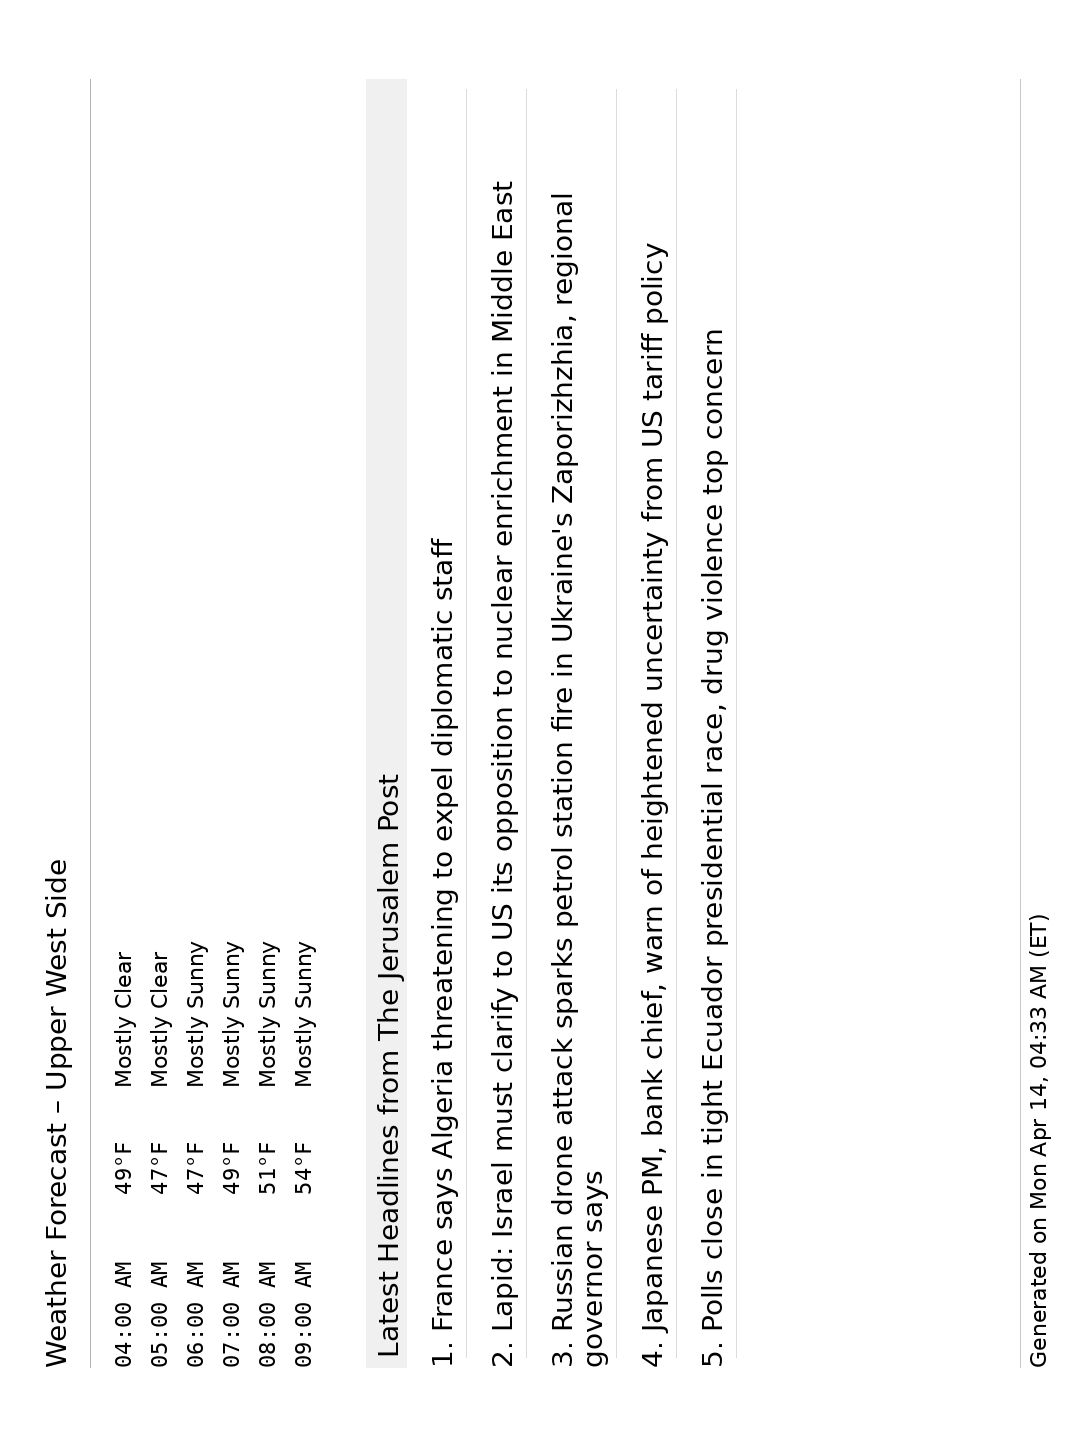 Weather Forecast – Upper West Side
04:00 AM 49°F Mostly Clear
05:00 AM 47°F Mostly Clear
06:00 AM 47°F Mostly Sunny
07:00 AM 49°F Mostly Sunny
08:00 AM 51°F Mostly Sunny
09:00 AM 54°F Mostly Sunny
Latest Headlines from The Jerusalem Post
1. France says Algeria threatening to expel diplomatic staff
2. Lapid: Israel must clarify to US its opposition to nuclear enrichment in Middle East
3. Russian drone attack sparks petrol station fire in Ukraine's Zaporizhzhia, regional
governor says
4. Japanese PM, bank chief, warn of heightened uncertainty from US tariff policy
5. Polls close in tight Ecuador presidential race, drug violence top concern
Generated on Mon Apr 14, 04:33 AM (ET)